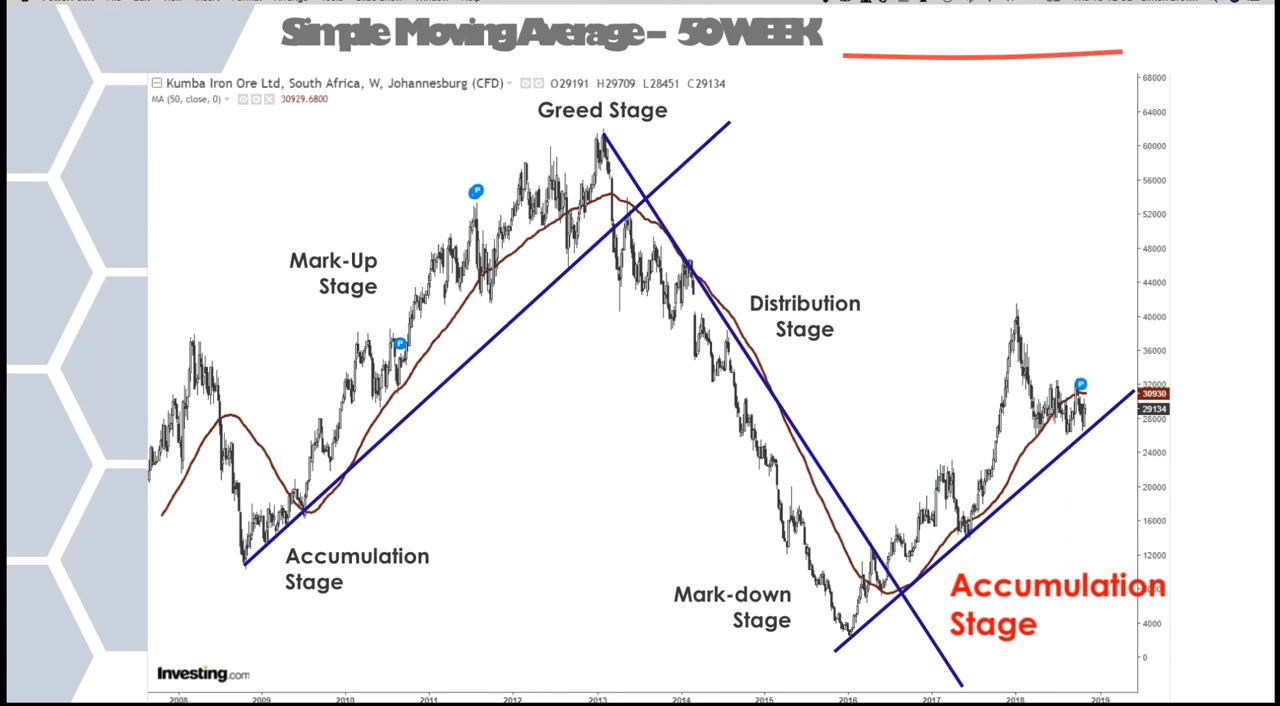 Simple Moving Average – 50 WEEK
Kumba Iron Ore Ltd, South Africa, W, Johannesburg (CFD) O29191 H29709 L28451 C29134
MA (50, close, 0) 30929.6800
Greed Stage
Mark-Up
Stage
Distribution
Stage
Accumulation
Stage
Mark-down
Stage
Accumulation
Stage
P
P
P
68000
64000
60000
56000
52000
48000
44000
40000
36000
32000
30930
29134
28000
24000
20000
16000
12000
8000
4000
0
Investing.com
2008 2009 2010 2011 2012 2013 2014 2015 2016 2017 2018 2019